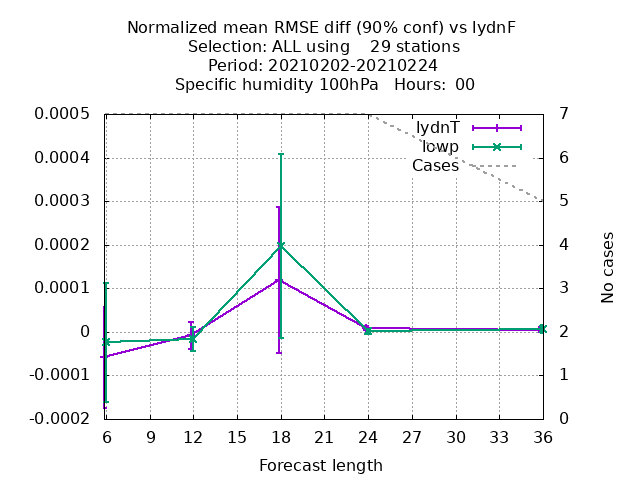 Normalized mean RMSE diff (90% conf) vs lydnF
Selection: ALL using    29 stations
Period: 20210202-20210224
Specific humidity 100hPa   Hours:  00
lydnT
lowp
Cases
0.0005
0.0004
0.0003
0.0002
0.0001
0
-0.0001
-0.0002
7
6
5
4
3
2
1
0
No cases
6 9 12 15 18 21 24 27 30 33 36
Forecast length